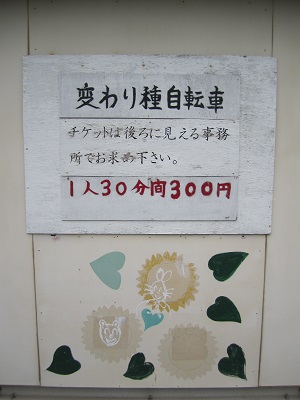 変わり種自転車
チケットは後ろに見える事務
所でお求め下さい。
1人30分間300円